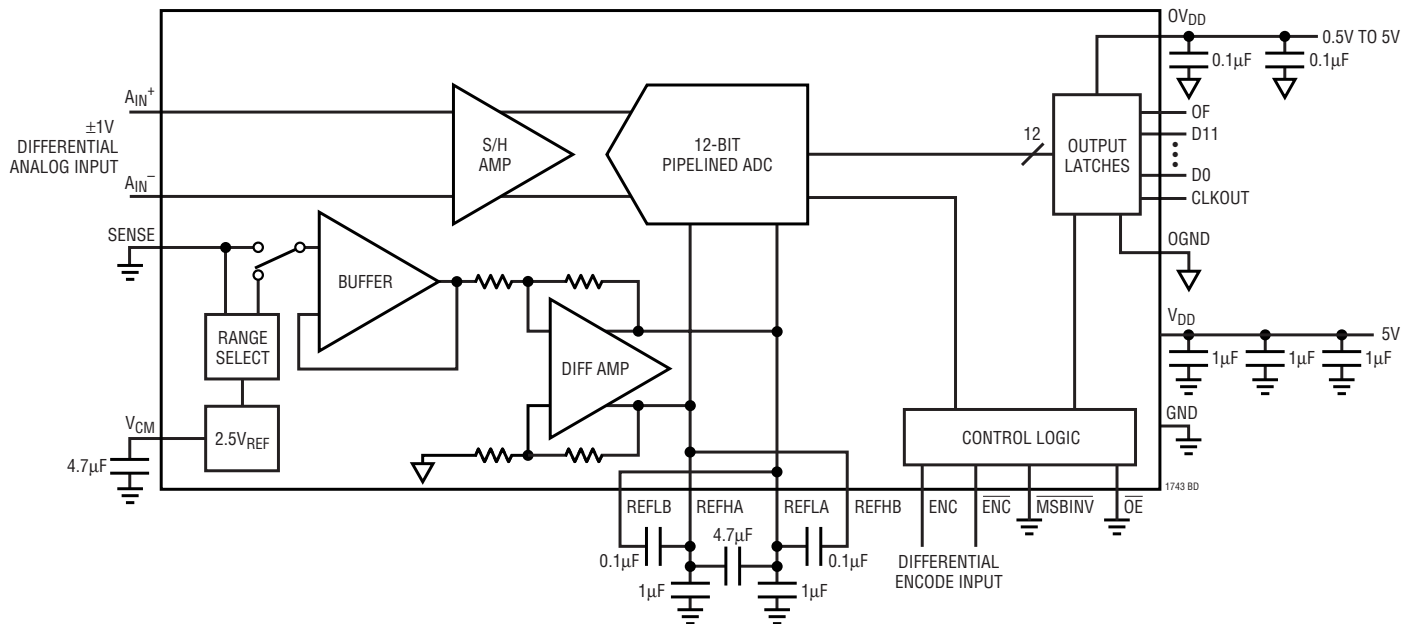 OVDD
0.5V TO 5V
0.1µF
0.1µF
AIN+
±1V
DIFFERENTIAL
ANALOG INPUT
AIN−
S/H
AMP
12-BIT
PIPELINED ADC
12
OUTPUT
LATCHES
OF
D11
D0
CLKOUT
OGND
SENSE
BUFFER
RANGE
SELECT
DIFF AMP
VDD
5V
1µF
1µF
1µF
GND
VCM
4.7µF
2.5VREF
CONTROL LOGIC
1743 BD
REFLB
REFHA
REFLA
REFHB
ENC
ENC
MSBINV
OE
0.1µF
4.7µF
0.1µF
1µF
1µF
DIFFERENTIAL
ENCODE INPUT